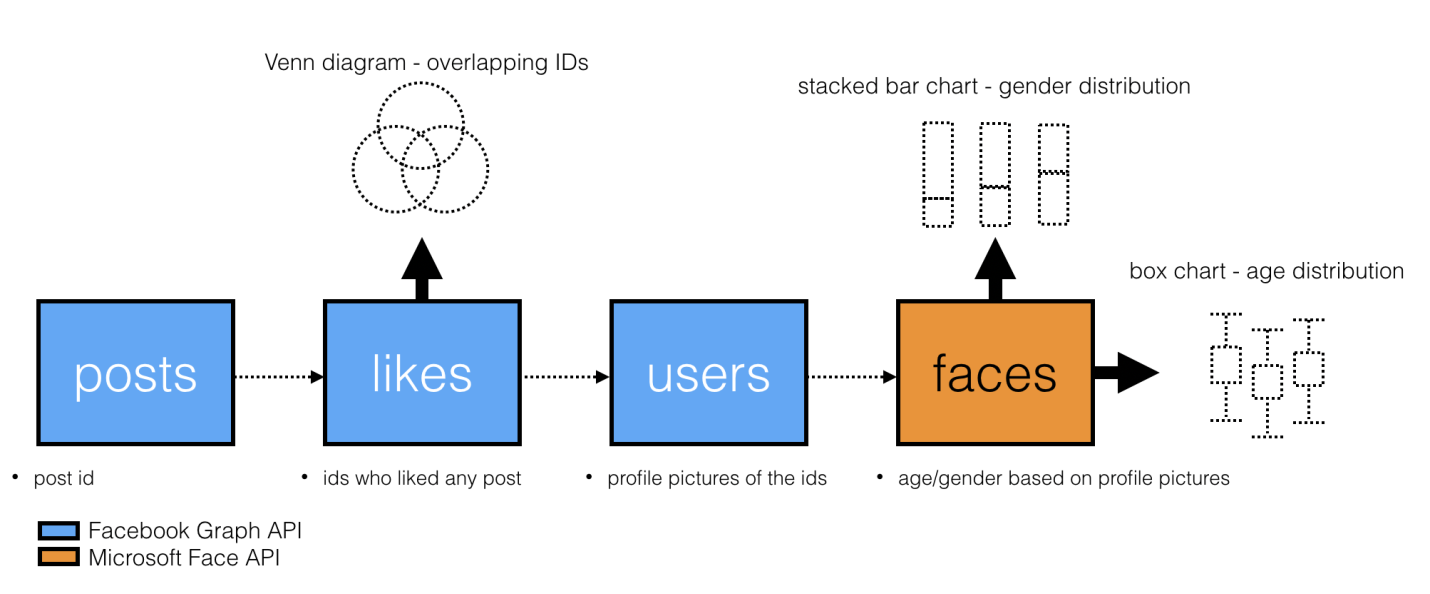 Venn diagram - overlapping IDs
stacked bar chart - gender distribution
box chart - age distribution
posts
likes
users
faces
• post id
• ids who liked any post
• profile pictures of the ids
• age/gender based on profile pictures
Facebook Graph API
Microsoft Face API